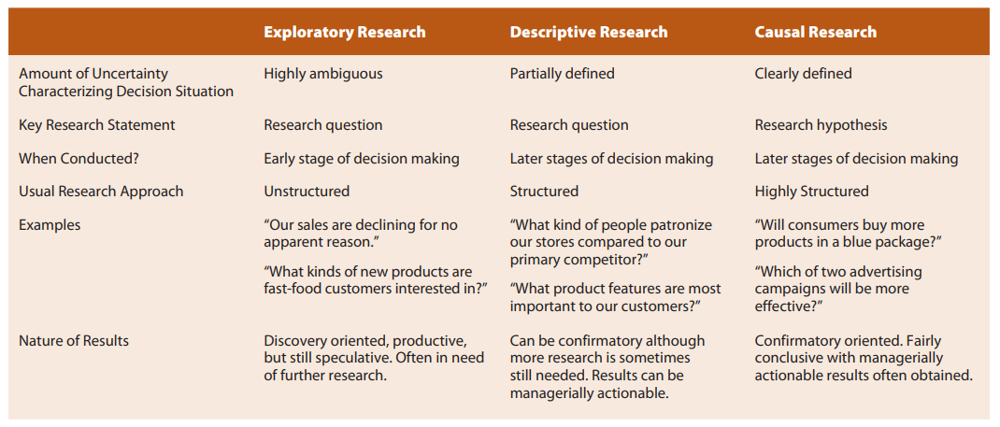 Exploratory Research Descriptive Research Causal Research
Amount of Uncertainty
Characterizing Decision Situation
Highly ambiguous
Partially defined
Clearly defined
Key Research Statement
Research question
Research question
Research hypothesis
When Conducted?
Early stage of decision making
Later stages of decision making
Later stages of decision making
Usual Research Approach
Unstructured
Structured
Highly Structured
Examples
“Our sales are declining for no
apparent reason.”
“What kinds of new products are
fast-food customers interested in?”
“What kind of people patronize
our stores compared to our
primary competitor?”
“What product features are most
important to our customers?”
“Will consumers buy more
products in a blue package?”
“Which of two advertising
campaigns will be more
effective?”
Nature of Results
Discovery oriented, productive,
but still speculative. Often in need
of further research.
Can be confirmatory although
more research is sometimes
still needed. Results can be
managerially actionable.
Confirmatory oriented. Fairly
conclusive with managerially
actionable results often obtained.